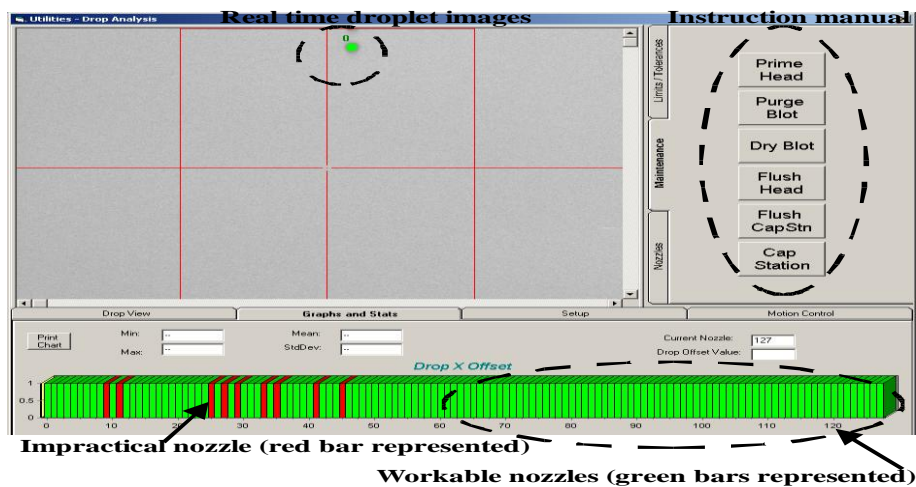 Real time droplet images
Instruction manual
Utilities - Drop Analysis
0
Limits / Tolerances
Maintenance
Nozzles
Prime
Head
Purge
Blot
Dry Blot
Flush
Head
Flush
CapStn
Cap
Station
Drop View
Graphs and Stats
Setup
Motion Control
Print
Chart
Min: --
Max: --
Mean: --
StdDev: --
Current Nozzle: 127
Drop Offset Value:
Drop X Offset
1
0.5
0
0 10 20 30 40 50 60 70 80 90 100 110 120
Impractical nozzle (red bar represented)
Workable nozzles (green bars represented)